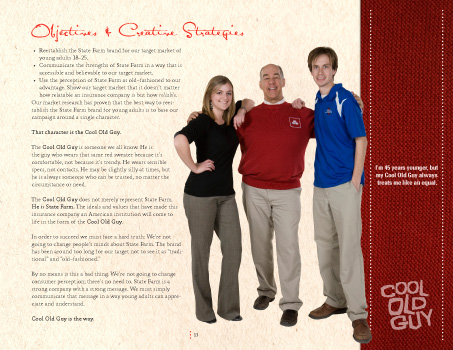 Objectives & Creative Strategies
• Reestablish the State Farm brand for our target market of
young adults 18-25.
• Communicate the strengths of State Farm in a way that is
accessible and believable to our target market.
• Use the perception of State Farm as old-fashioned to our
advantage. Show our target market that it doesn't matter
how relatable an insurance company is but how reliable.
Our market research has proven that the best way to rees-
tablish the State Farm brand for young adults is to base our
campaign around a single character.
That character is the Cool Old Guy.
The Cool Old Guy is someone we all know. He is
the guy who wears that same red sweater because it's
comfortable, not because it's trendy. He wears sensible
specs, not contacts. He may be slightly silly at times, but
he is always someone who can be trusted, no matter the
circumstance or need.
The Cool Old Guy does not merely represent State Farm.
He is State Farm. The ideals and values that have made this
insurance company an American institution will come to
life in the form of the Cool Old Guy.
In order to succeed we must face a hard truth: We're not
going to change people's minds about State Farm. The brand
has been around too long for our target not to see it as "tradi-
tional" and "old-fashioned."
By no means is this a bad thing. We're not going to change
consumer perception; there's no need to. State Farm is a
strong company with a strong message. We must simply
communicate that message in a way young adults can appre-
ciate and understand.
Cool Old Guy is the way.
13
I'm 45 years younger, but
my Cool Old Guy always
treats me like an equal.
COOL
OLD
GUY